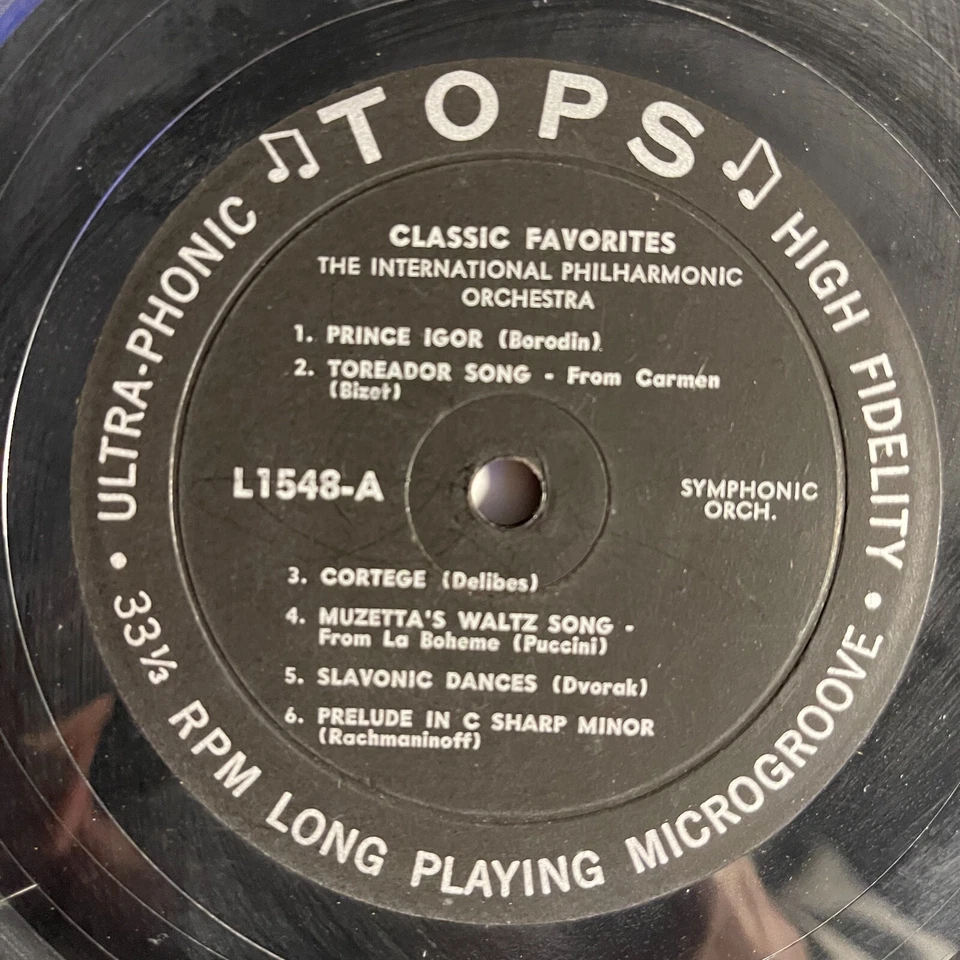 TOPS
ULTRA-PHONIC
HIGH FIDELITY
CLASSIC FAVORITES
THE INTERNATIONAL PHILHARMONIC
ORCHESTRA
1. PRINCE IGOR (Borodin)
2. TOREADOR SONG - From Carmen
(Bizet)
L1548-A
SYMPHONIC
ORCH.
3. CORTEGE (Delibes)
4. MUZETTA'S WALTZ SONG -
From La Boheme (Puccini)
5. SLAVONIC DANCES (Dvorak)
6. PRELUDE IN C SHARP MINOR
(Rachmaninoff)
• 33⅓ RPM LONG PLAYING MICROGROOVE •